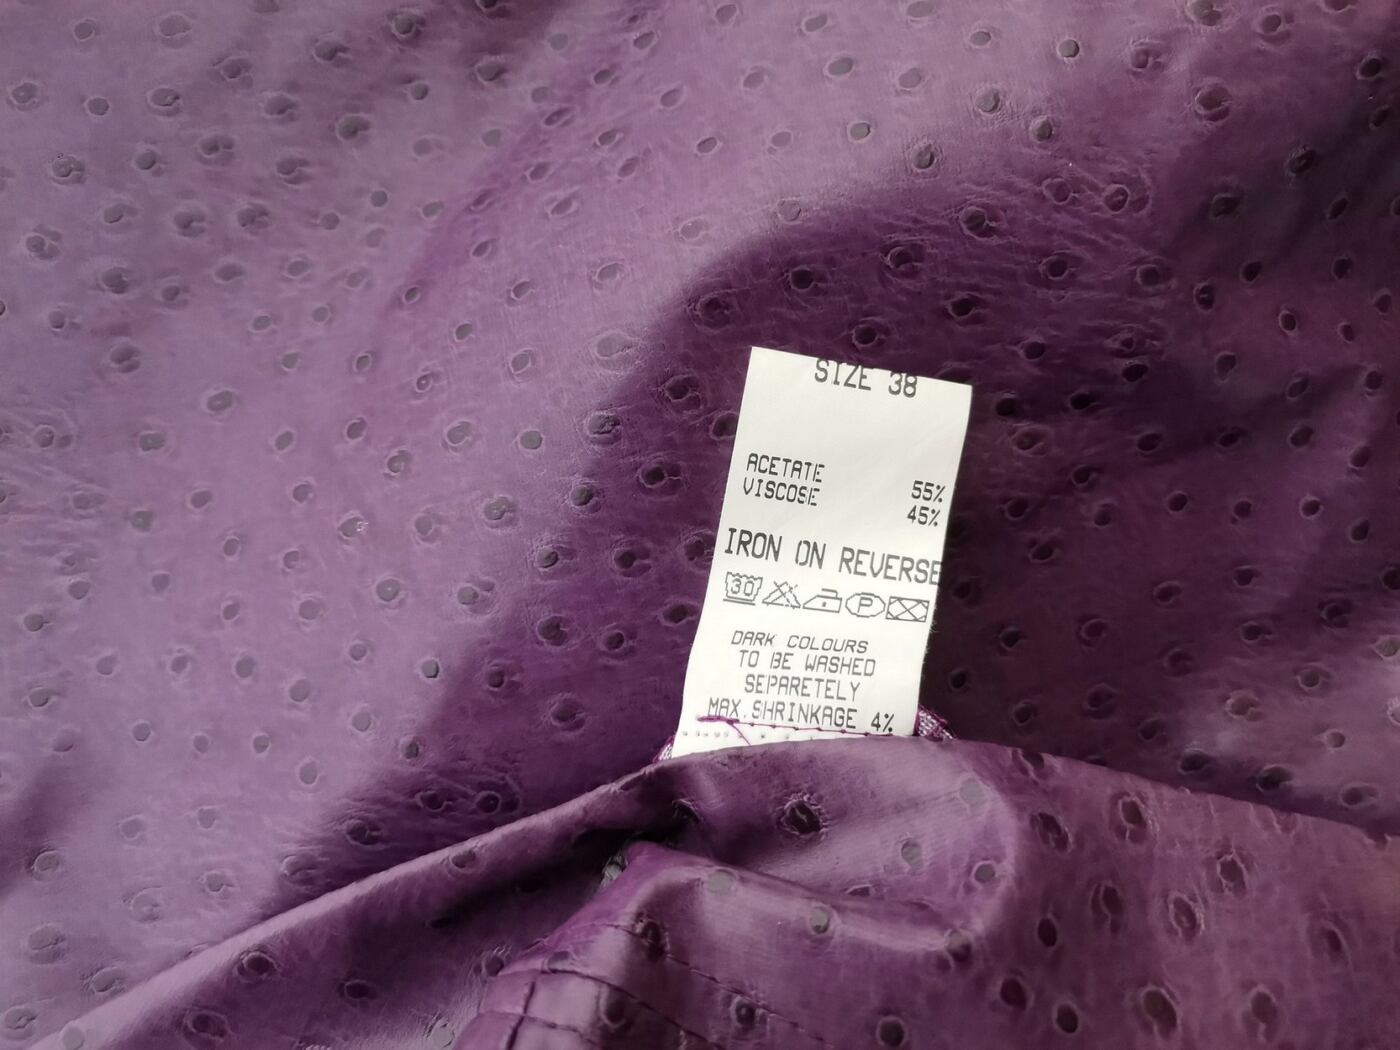 SIZE 38
ACETATE 55%
VISCOSE 45%
IRON ON REVERSE
30 P
DARK COLOURS
TO BE WASHED
SEPARETELY
MAX.SHRINKAGE 4%